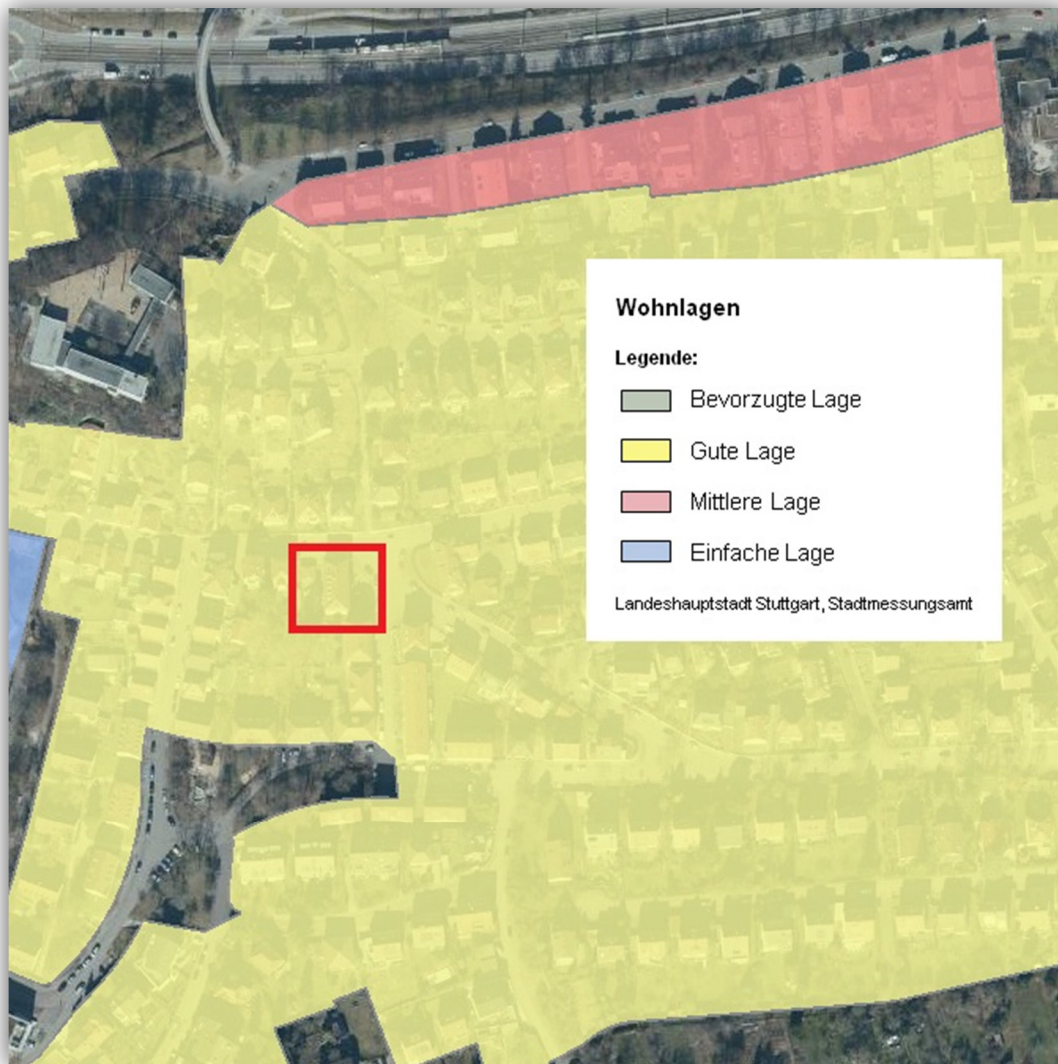 Wohnlagen
Legende:
Bevorzugte Lage
Gute Lage
Mittlere Lage
Einfache Lage
Landeshauptstadt Stuttgart, Stadtmessungsamt